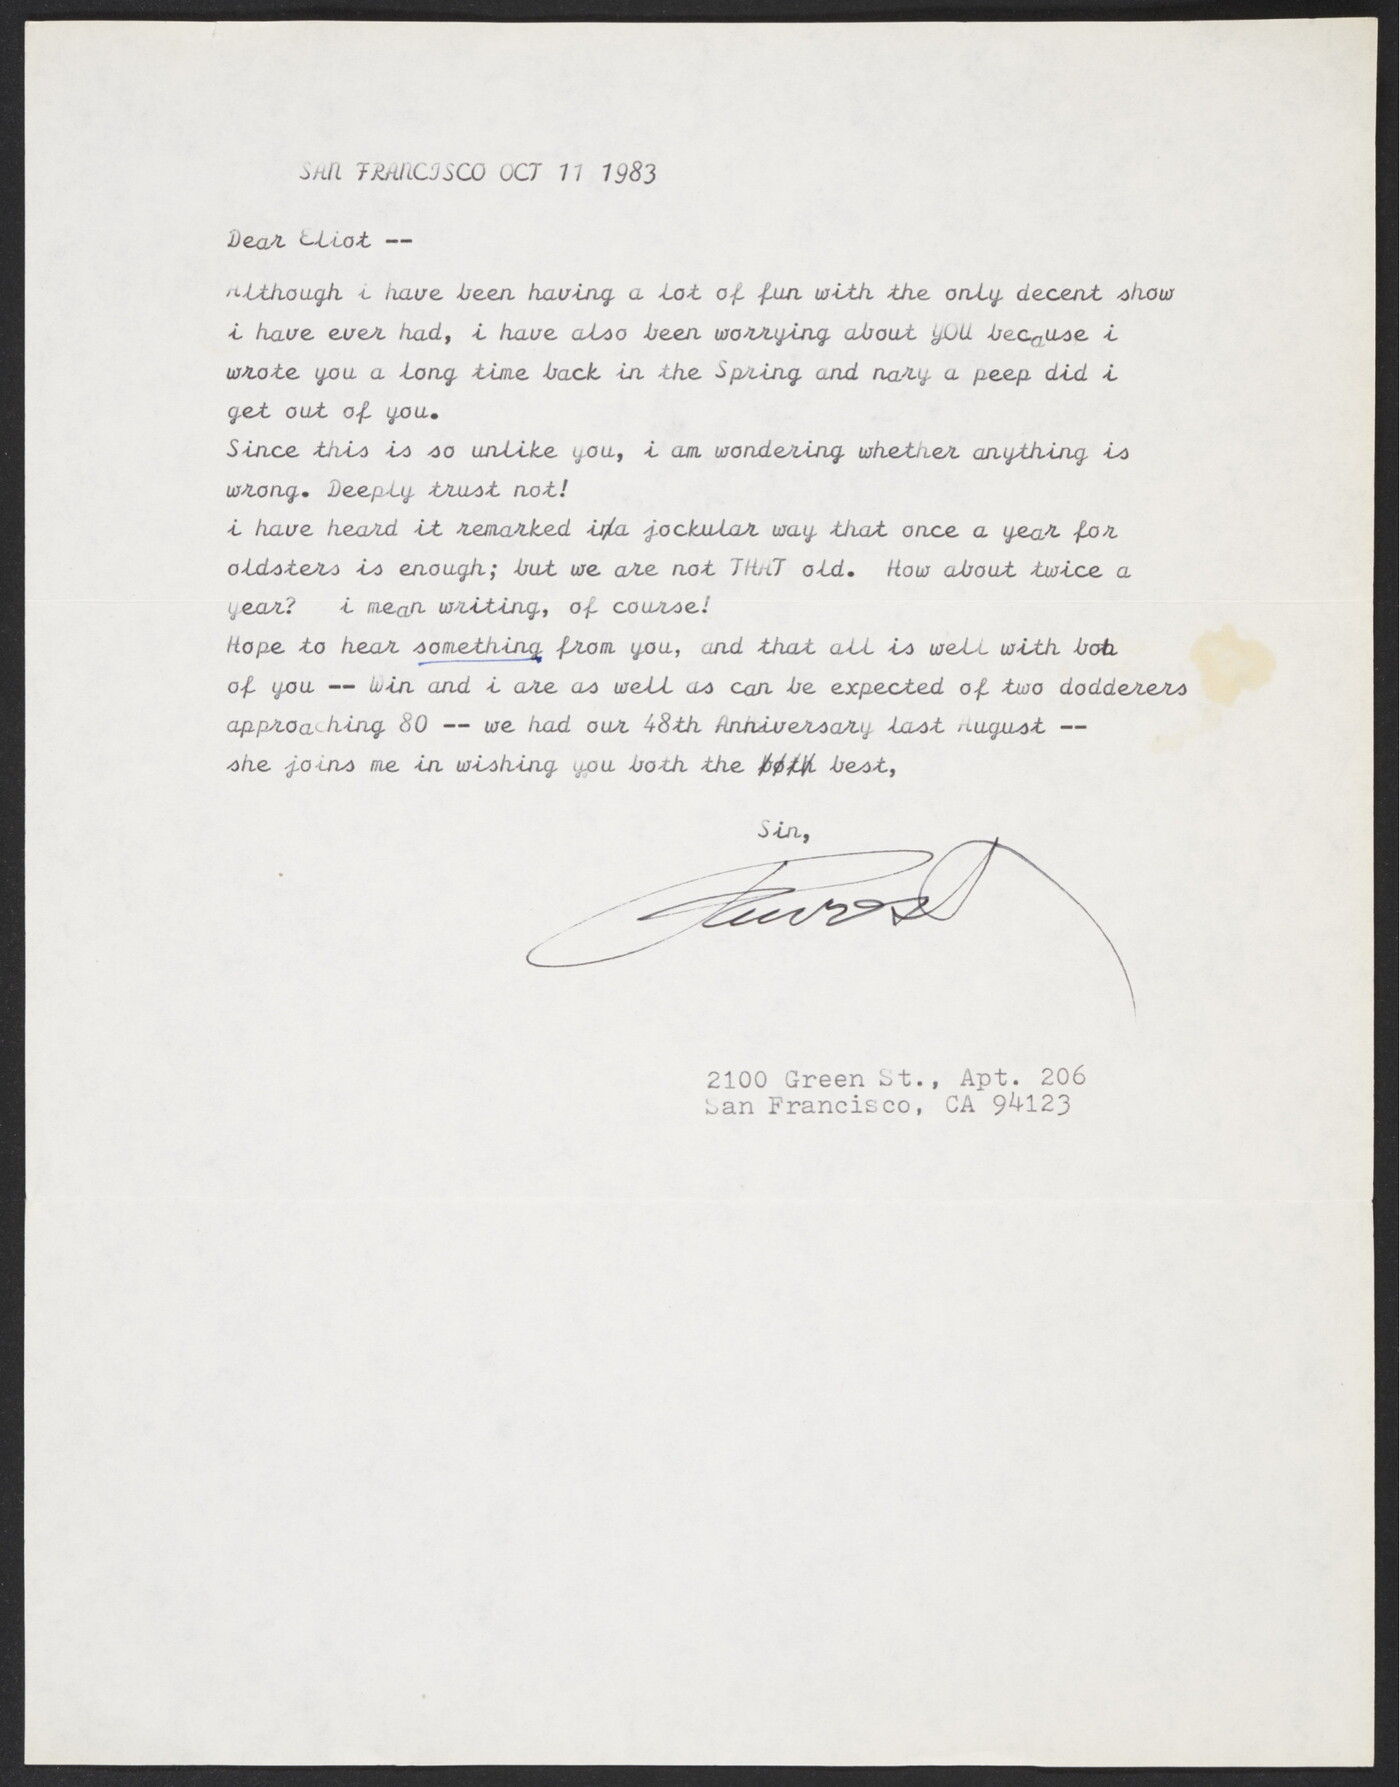 SAN FRANCISCO OCT 11 1983
Dear Eliot --
Although i have been having a lot of fun with the only decent show
i have ever had, i have also been worrying about YOU because i
wrote you a long time back in the Spring and nary a peep did i
get out of you.
Since this is so unlike you, i am wondering whether anything is
wrong. Deeply trust not!
i have heard it remarked in/a jockular way that once a year for
oldsters is enough; but we are not THAT old. How about twice a
year? i mean writing, of course!
Hope to hear something from you, and that all is well with both
of you -- Win and i are as well as can be expected of two dodderers
approaching 80 -- we had our 48th Anniversary last August --
she joins me in wishing you both the both best,
Sin,
2100 Green St., Apt. 206
San Francisco, CA 94123